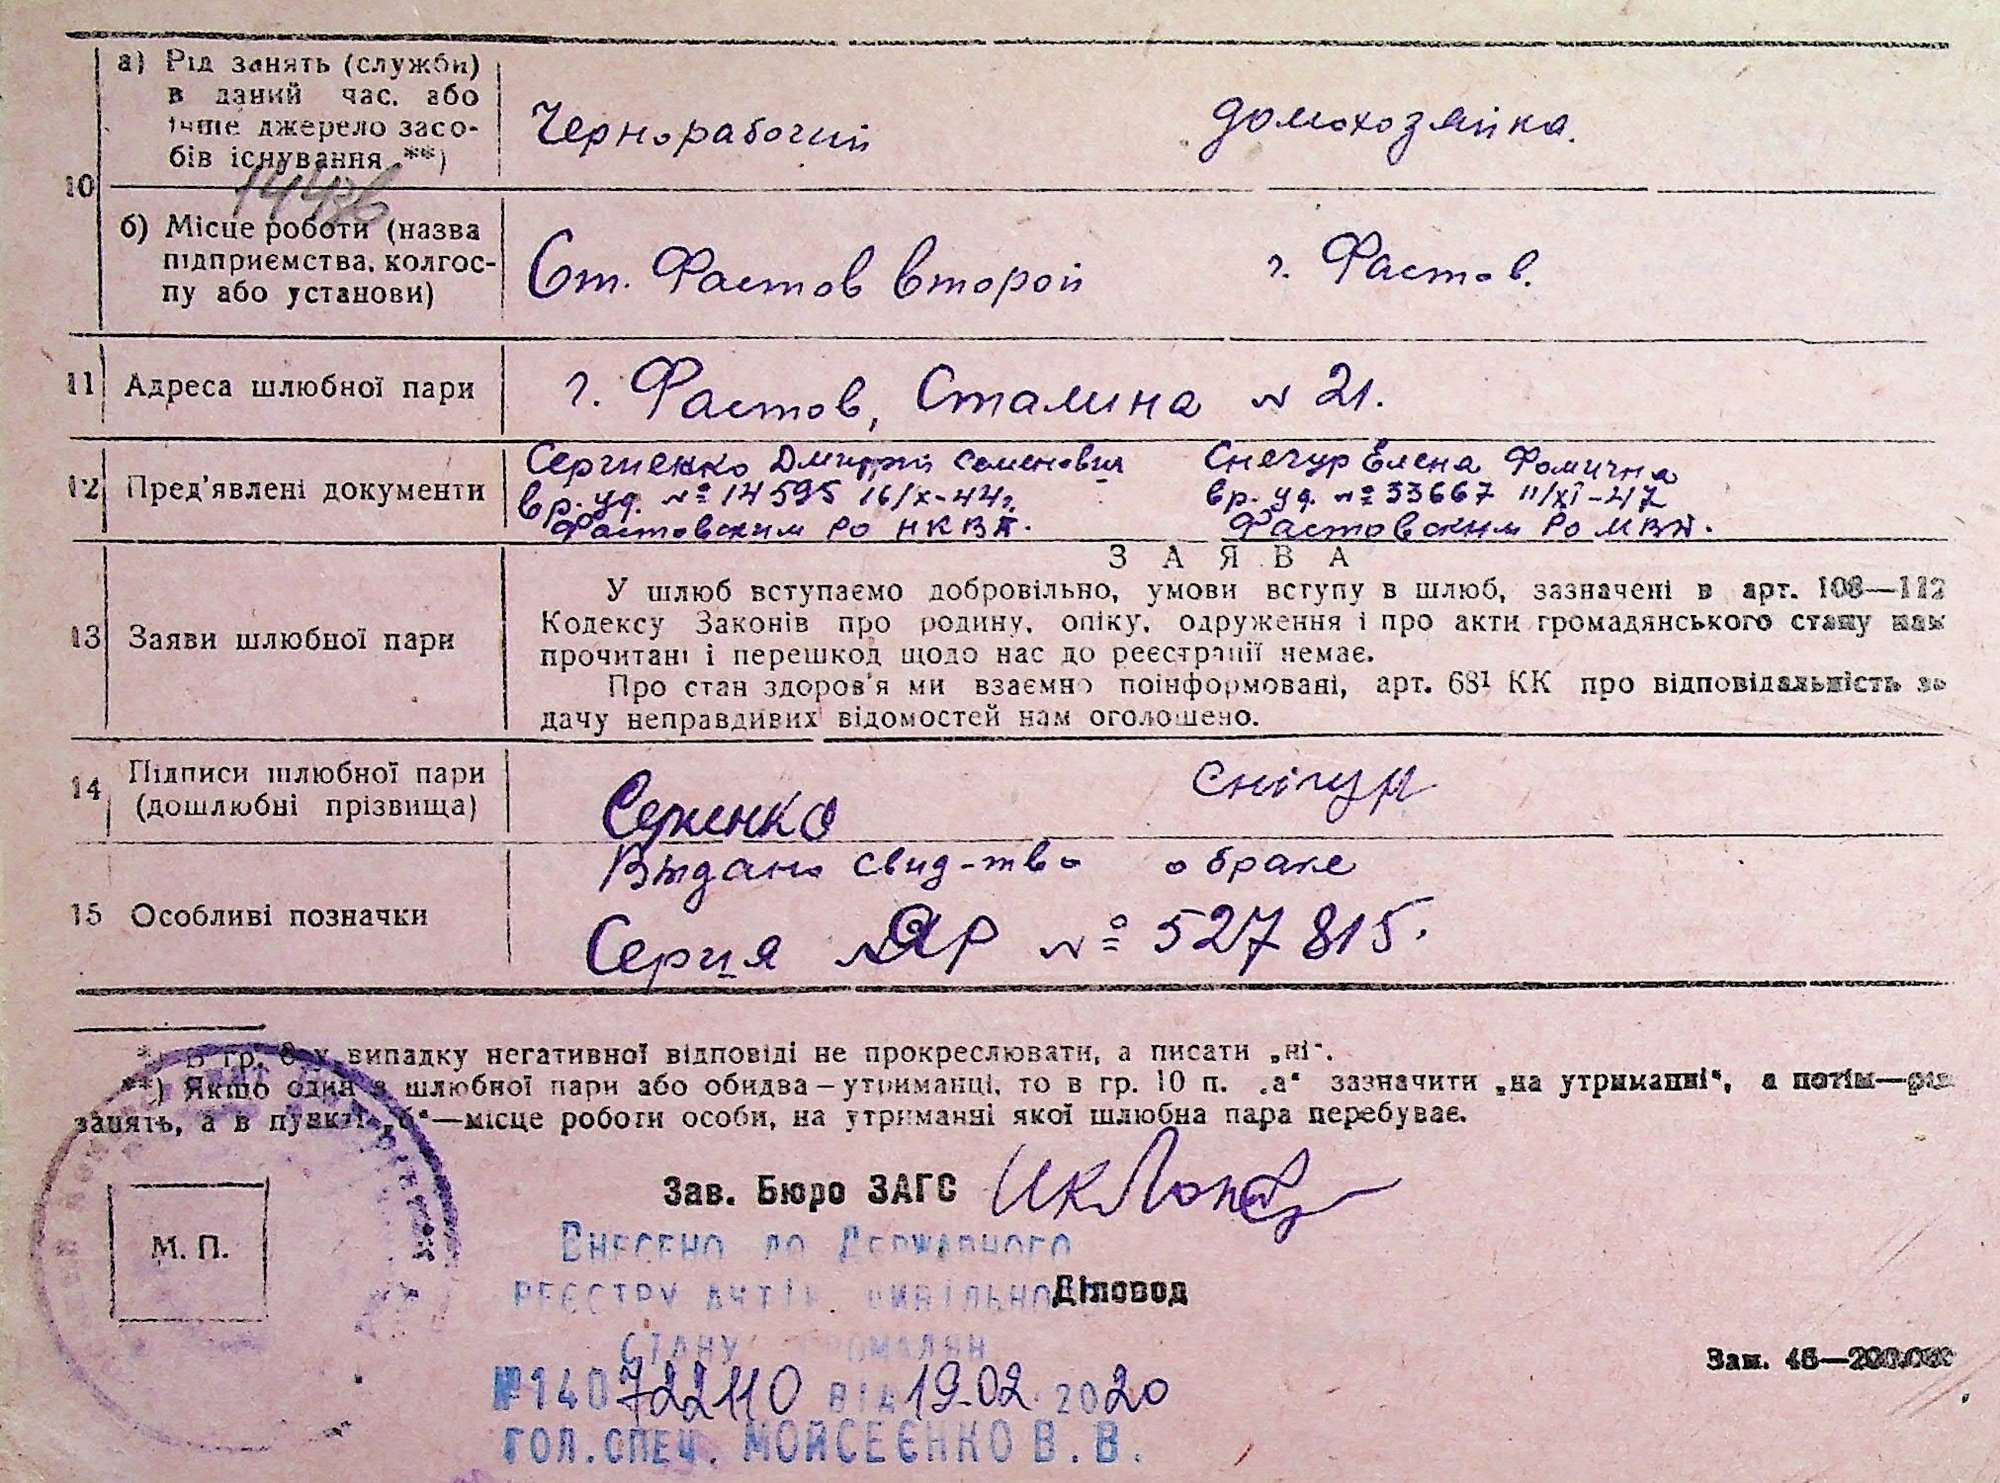 10
а) Рід занять (служби)
в даний час, або
інше джерело засо-
бів існування **)
Чернорабочий
домохозяйка.
б) Місце роботи (назва
підприємства, колгос-
пу або установи)
Ст. Фастов второй
г. Фастов.
11 Адреса шлюбної пари
г. Фастов, Сталина N 21.
12 Пред'явлені документи
Сергиенко Дмитрий Семенович
вр. уд. № 14595 16/X-44г.
Фастовским РО НКВД.
Снегур Елена Фомична
вр. уд. № 33667 11/XI-47
Фастовским Ро МВД.
13 Заяви шлюбної пари
ЗАЯВА
У шлюб вступаємо добровільно, умови вступу в шлюб, зазначені в арт. 108—112
Кодексу Законів про родину, опіку, одруження і про акти громадянського стану нам
прочитані і перешкод щодо нас до реєстрації немає.
Про стан здоров'я ми взаємно поінформовані, арт. 68¹ КК про відповідальність за
дачу неправдивих відомостей нам оголошено.
14 Підписи шлюбної пари
(дошлюбні прізвища)
Снігур
15 Особливі позначки
Видано свид-тво о браке
Серия ЯР № 527815.
*) В гр. 8 у випадку негативної відповіді не прокреслювати, а писати „ні".
**) Якщо один з шлюбної пари або обидва—утриманці, то в гр. 10 п. „а" зазначити „на утриманні", а потім—рід
занять, а в пункті „б"—місце роботи особи, на утриманні якої шлюбна пара перебуває.
М. П.
Зав. Бюро ЗАГС
Внесено до Державного
реєстру актів цивільного
Діловод
стану громадян
№140722110 від 19.02.2020
ГОЛ.СПЕЦ. МОЙСЕЄНКО В.В.
Зам. 46—200.000